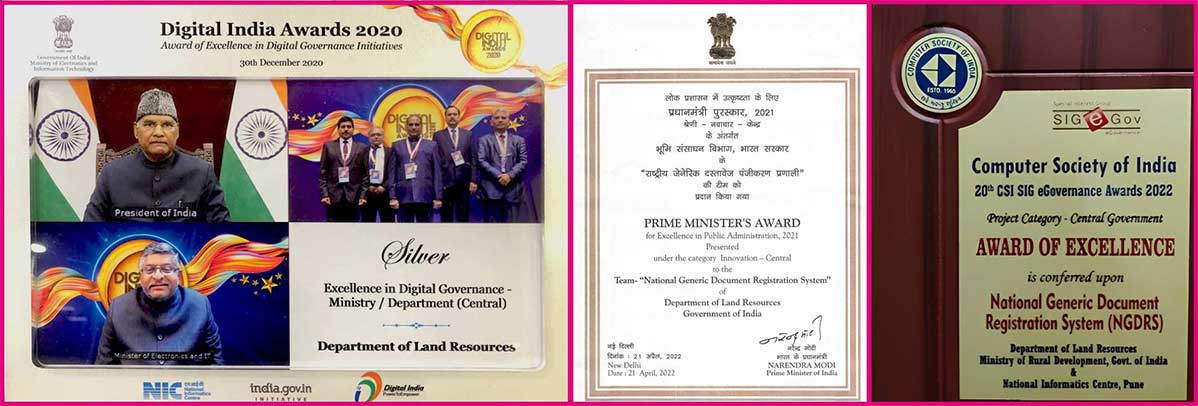 Digital India Awards 2020
Award of Excellence in Digital Governance Initiatives
30th December 2020
Government Of India
Ministry of Electronics and
Information Technology
DIGITAL
INDIA
AWARDS
2020
President of India
Minister of Electronics and IT
Silver
Excellence in Digital Governance -
Ministry / Department (Central)
Department of Land Resources
NIC
National
Informatics
Centre
india.gov.in
INITIATIVE
Digital India
Power To Empower
सत्यमेव जयते
लोक प्रशासन में उत्कृष्टता के लिए
प्रधानमंत्री पुरस्कार, 2021
श्रेणी - नवाचार - केन्द्र
के अंतर्गत
भूमि संसाधन विभाग, भारत सरकार
के
"राष्ट्रीय जेनेरिक दस्तावेज पंजीकरण प्रणाली"
की टीम को
प्रदान किया गया
PRIME MINISTER'S AWARD
for Excellence in Public Administration, 2021
Presented
under the category Innovation – Central
to the
Team- "National Generic Document Registration System"
of
Department of Land Resources
Government of India
नई दिल्ली
दिनांक : 21 अप्रैल, 2022
New Delhi
Date : 21 April, 2022
नरेन्द्र मोदी
भारत के प्रधानमंत्री
NARENDRA MODI
Prime Minister of India
COMPUTER SOCIETY OF INDIA
ESTD. 1965
Special Interest Group
SIG e Gov
eGovernance
Computer Society of India
20th CSI SIG eGovernance Awards 2022
Project Category - Central Government
AWARD OF EXCELLENCE
is conferred upon
National Generic Document
Registration System (NGDRS)
Department of Land Resources
Ministry of Rural Development, Govt. of India
&
National Informatics Centre, Pune